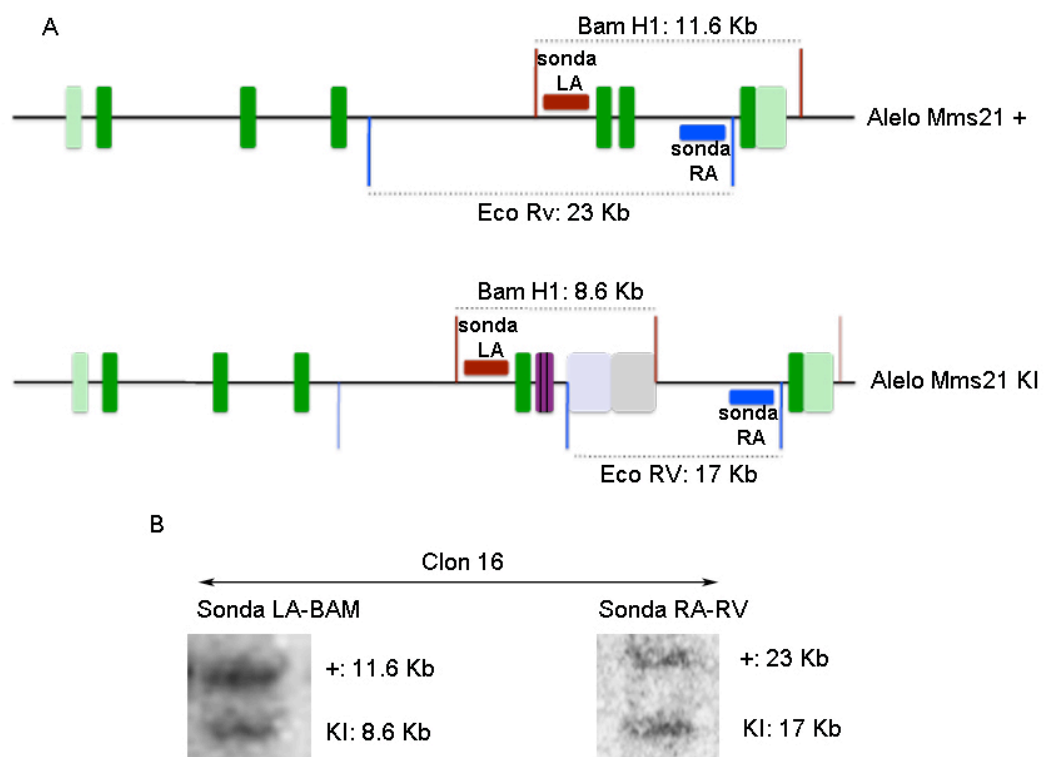 A
Bam H1: 11.6 Kb
sonda
LA
Alelo Mms21 +
sonda
RA
Eco Rv: 23 Kb
Bam H1: 8.6 Kb
sonda
LA
Alelo Mms21 KI
sonda
RA
Eco RV: 17 Kb
B
Clon 16
Sonda LA-BAM
Sonda RA-RV
+: 11.6 Kb
+: 23 Kb
KI: 8.6 Kb
KI: 17 Kb